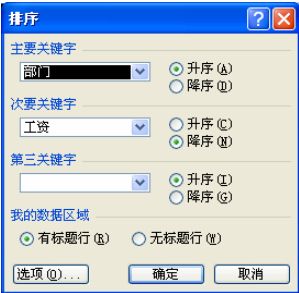 排序
主要关键字
部门
升序(A)
降序(D)
次要关键字
工资
升序(C)
降序(N)
第三关键字
升序(I)
降序(G)
我的数据区域
有标题行(R) 无标题行(W)
选项(O)... 确定 取消